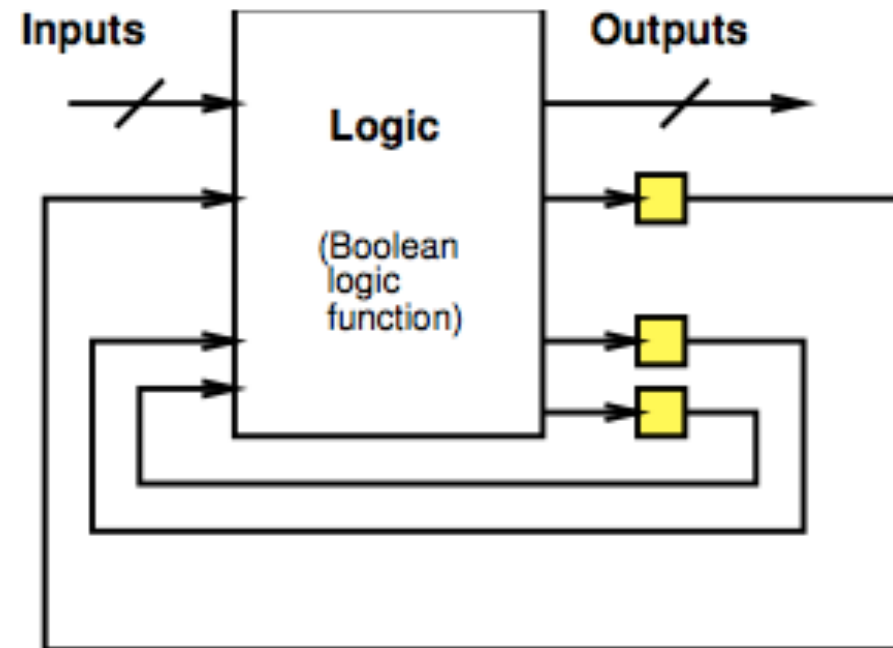 Inputs
Outputs
Logic
(Boolean
logic
function)